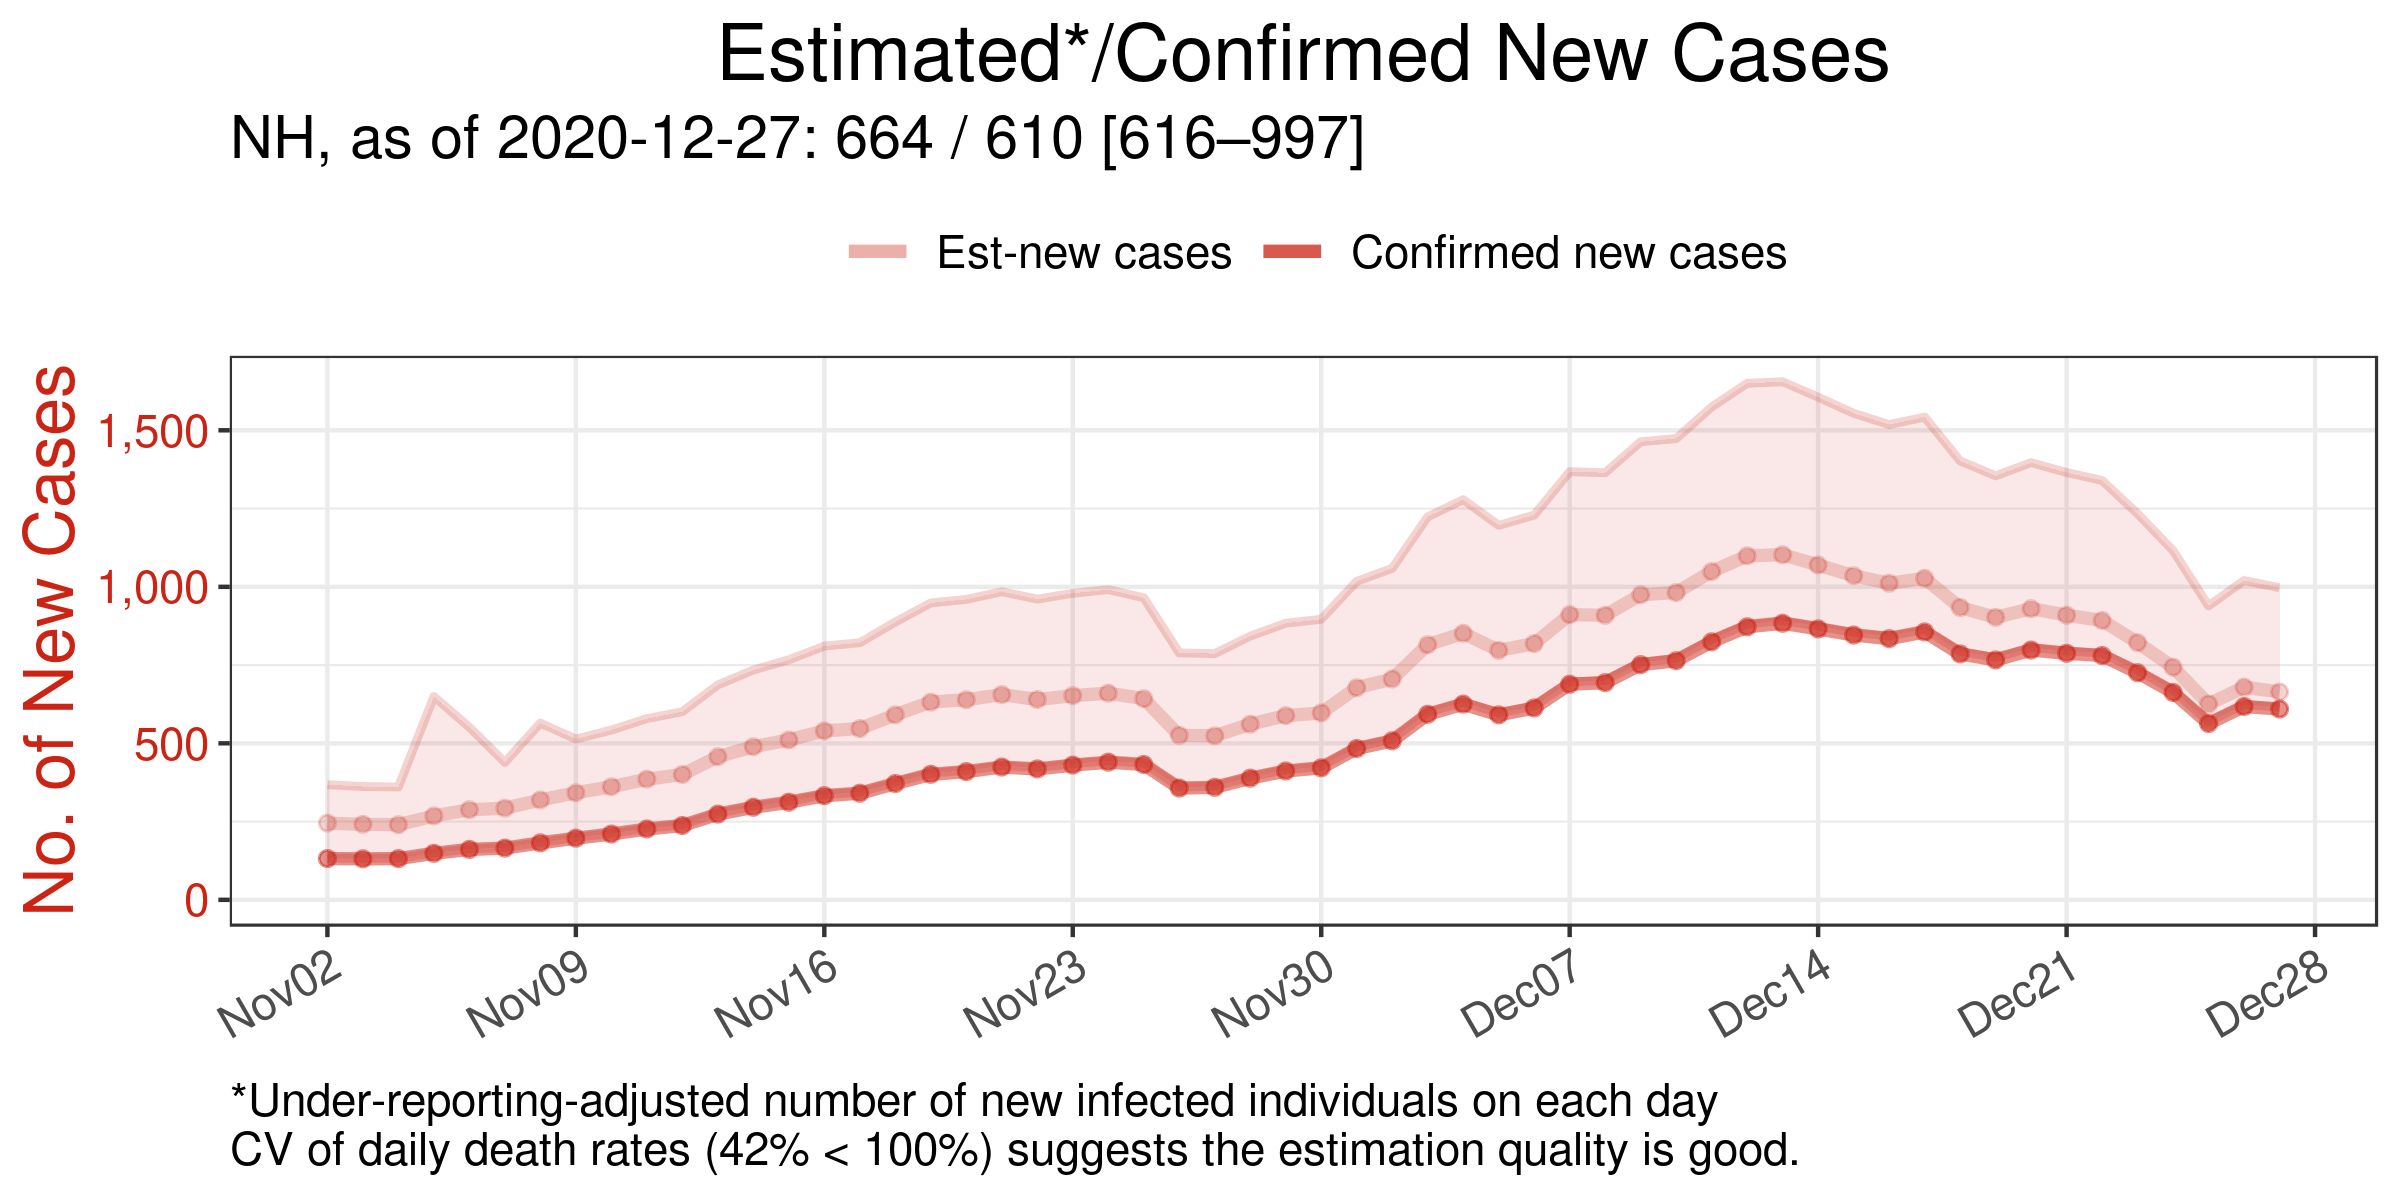 Estimated*/Confirmed New Cases
NH, as of 2020-12-27: 664 / 610 [616–997]
Est-new cases
Confirmed new cases
No. of New Cases
1,500
1,000
500
0
Nov02
Nov09
Nov16
Nov23
Nov30
Dec07
Dec14
Dec21
Dec28
*Under-reporting-adjusted number of new infected individuals on each day
CV of daily death rates (42% < 100%) suggests the estimation quality is good.